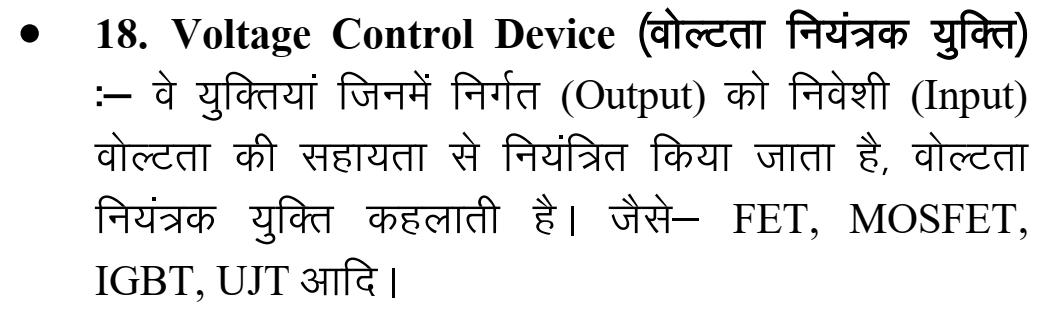 • 18. Voltage Control Device (वोल्टता नियंत्रक युक्ति)
:– वे युक्तियां जिनमें निर्गत (Output) को निवेशी (Input)
वोल्टता की सहायता से नियंत्रित किया जाता है, वोल्टता
नियंत्रक युक्ति कहलाती है। जैसे– FET, MOSFET,
IGBT, UJT आदि।